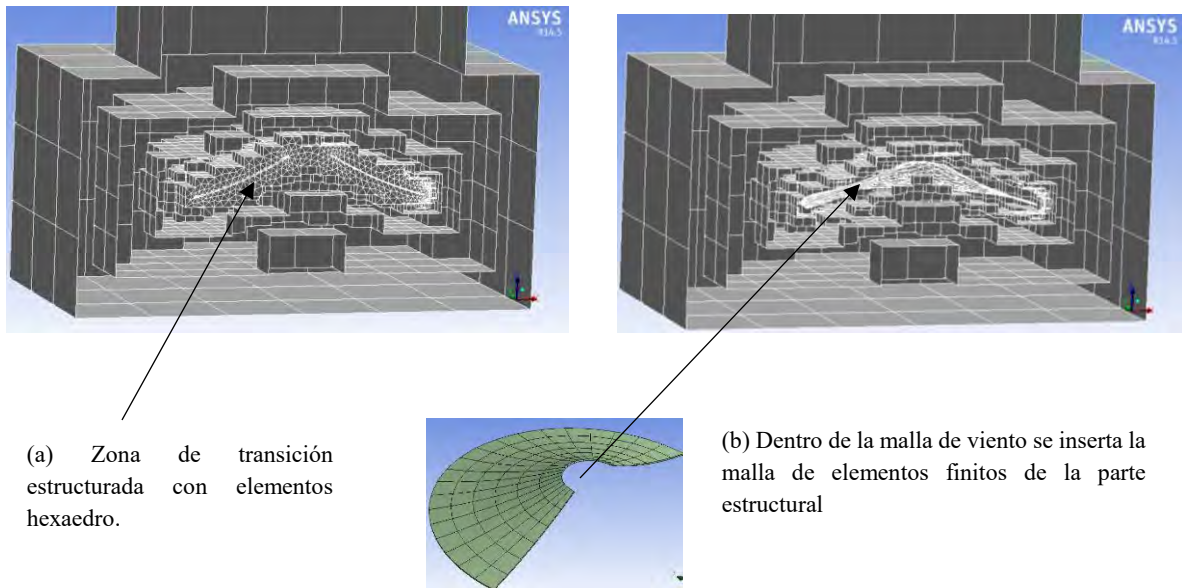 ANSYS
R14.5
ANSYS
R14.5
(a) Zona de transición
estructurada con elementos
hexaedro.
(b) Dentro de la malla de viento se inserta la
malla de elementos finitos de la parte
estructural